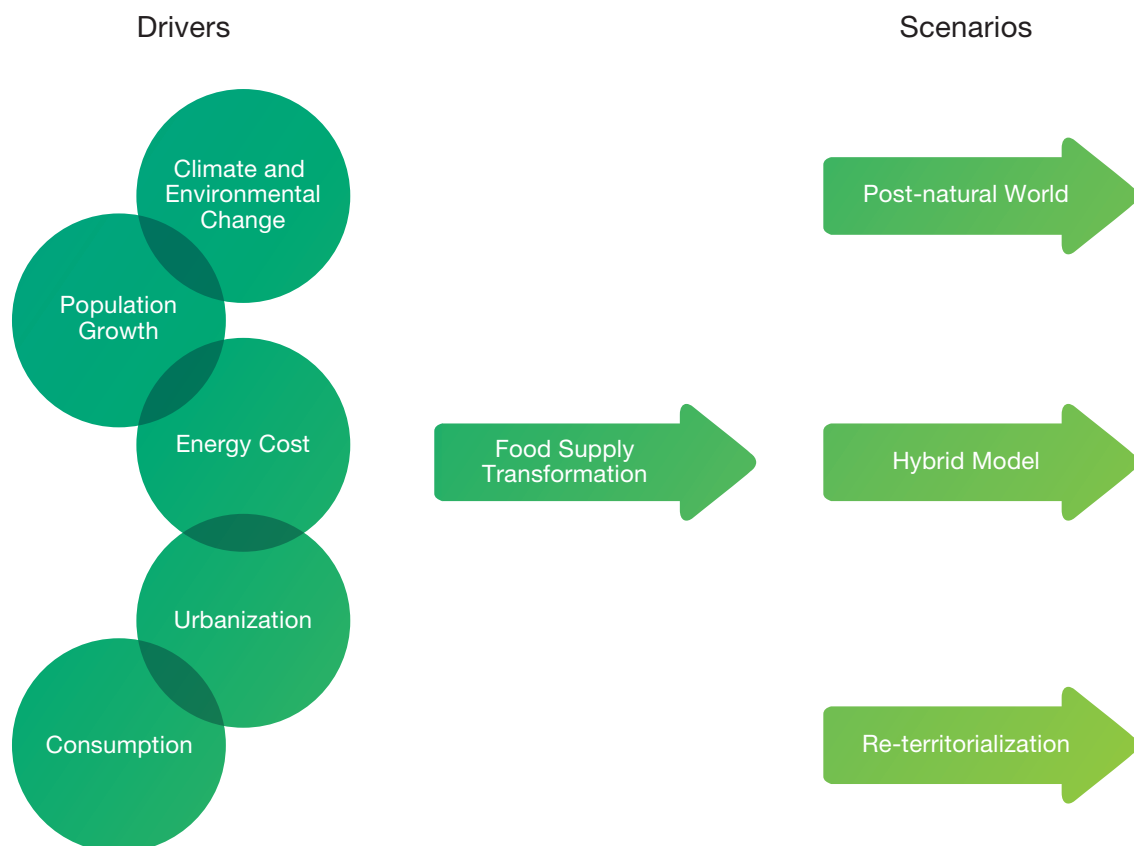 Drivers
Scenarios
Climate and
Environmental
Change
Population
Growth
Energy Cost
Urbanization
Consumption
Food Supply
Transformation
Post-natural World
Hybrid Model
Re-territorialization